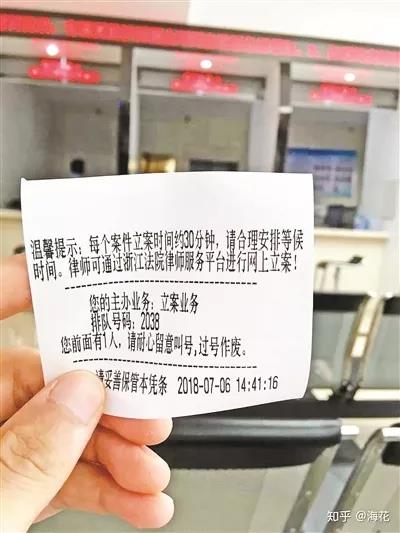 温馨提示：每个案件立案时间约30分钟，请合理安排等候
时间。律师可通过浙江法院律师服务平台进行网上立案！
您的主办业务：立案业务
排队号码：2038
您前面有1人，请耐心留意叫号，过号作废。
请妥善保管本凭条 2018-07-06 14:41:16
知乎 @海花